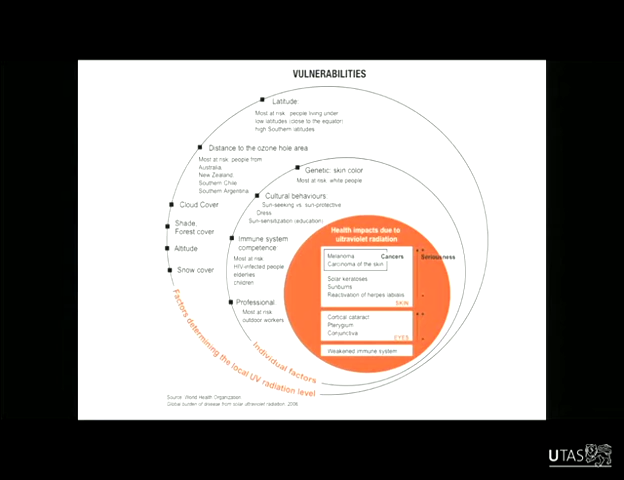 VULNERABILITIES
Latitude
Most at risk: people living under
low latitudes (close to the equator)
high Southern latitudes
Distance to the ozone hole area
Most at risk: people from
Australia
New Zealand
Southern Chile
Southern Argentina
Cloud Cover
Shade,
Forest cover
Altitude
Snow cover
Factors determining the local UV radiation level
Genetic: skin color
Most at risk: white people
Cultural behaviours
Sun-seeking vs. sun-protective
Dress
Sun-sensitization (education)
Immune system
competence:
Most at risk
HIV-infected people
elderlies
children
Professional
Most at risk
outdoor workers
Individual factors
Health impacts due to
ultraviolet radiation
Melanoma
Carcinoma of the skin
Cancers
Seriousness
Solar keratoses
Sunburns
Reactivation of herpes labialis
SKIN
Cortical cataract
Pterygium
Conjunctiva
EYES
Weakened immune system
Source: World Health Organization
Global burden of disease from solar ultraviolet radiation, 2006
UTAS